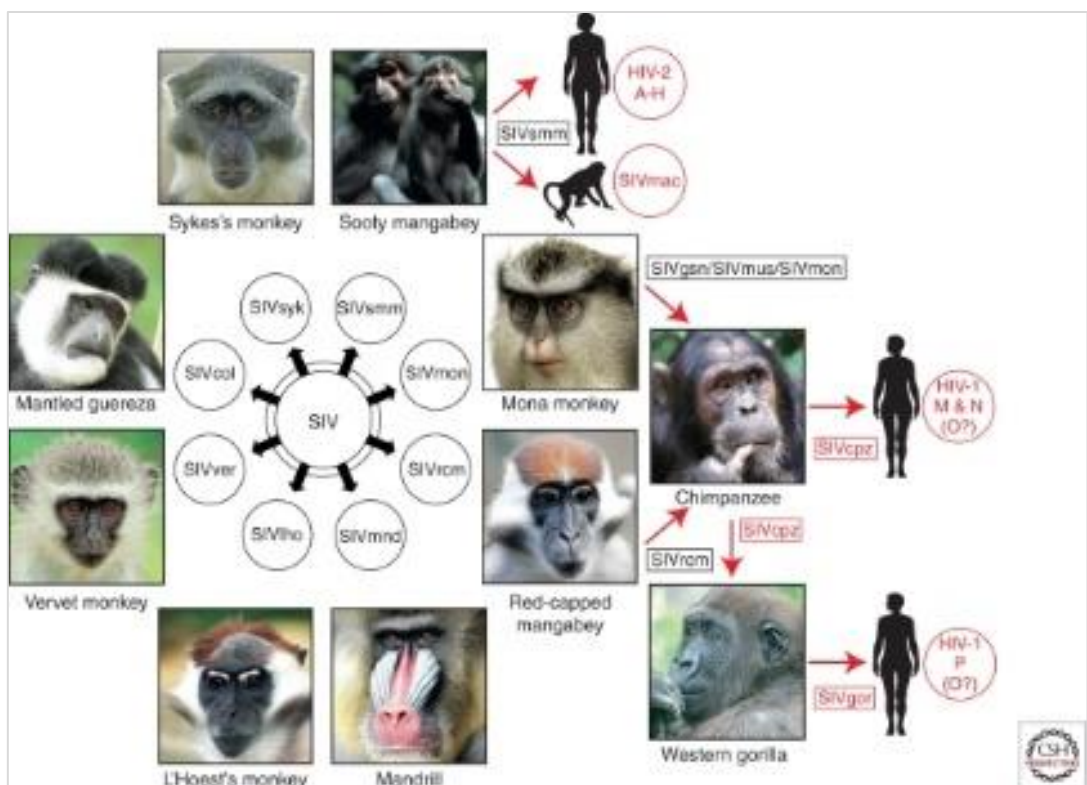 HIV-2
A-H
SIVsmm
SIVmac
Sykes's monkey
Sooty mangabey
SIVgsn/SIVmus/SIVmon
SIVsyk
SIVsmm
SIVcol
SIVmon
Mantled guereza
SIV
Mona monkey
HIV-1
M & N
(O?)
SIVcpz
SIVver
SIVrcm
Chimpanzee
SIVlho
SIVmnd
SIVcpz
SIVrcm
Vervet monkey
Red-capped
mangabey
HIV-1
P
(O?)
SIVgor
Western gorilla
L'Hoest's monkey
Mandrill
CSH